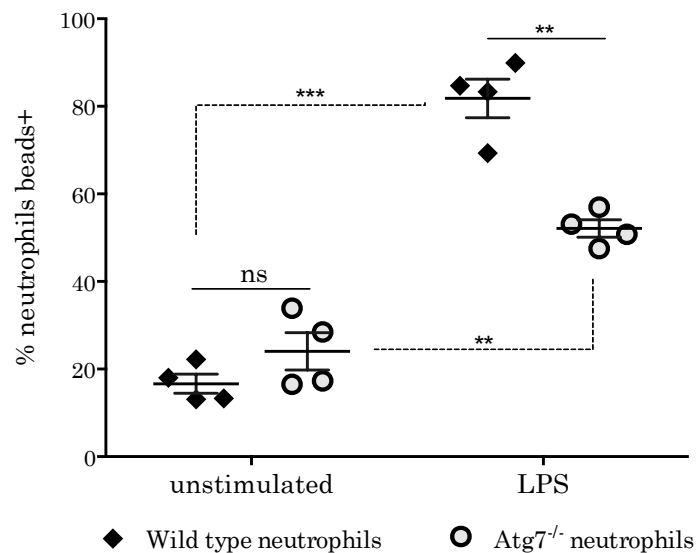 100
**
***
80
% neutrophils beads+
60
40
ns
**
20
0
unstimulated LPS
Wild type neutrophils Atg7-/- neutrophils